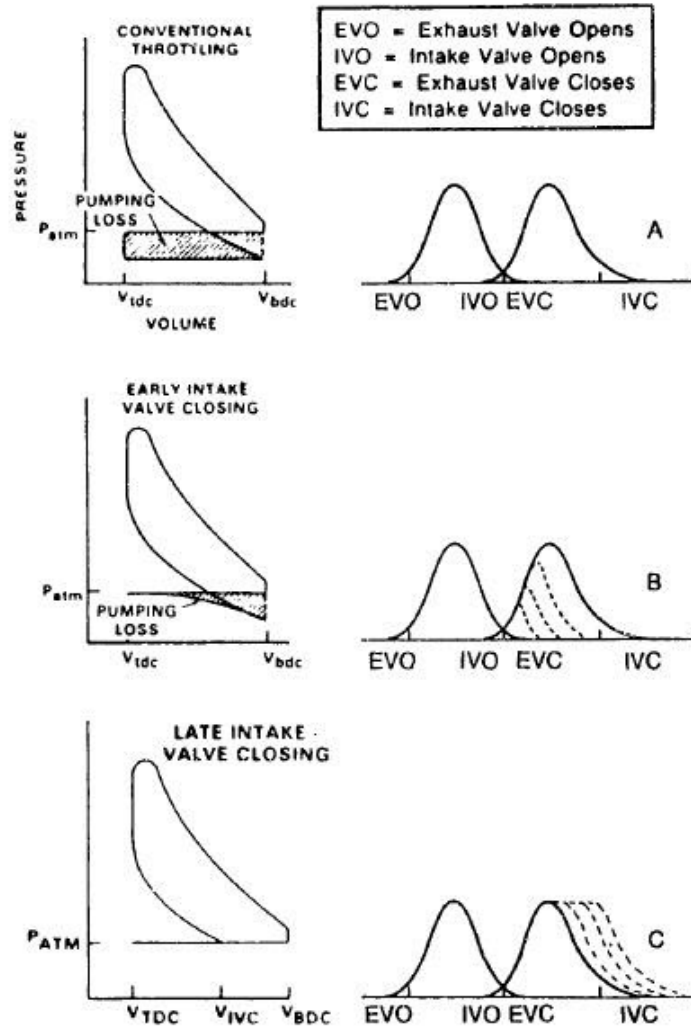 CONVENTIONAL
THROTTLING
EVO = Exhaust Valve Opens
IVO = Intake Valve Opens
EVC = Exhaust Valve Closes
IVC = Intake Valve Closes
PRESSURE
PUMPING
LOSS
Patm
Vtdc
Vbdc
VOLUME
A
EVO
IVO
EVC
IVC
EARLY INTAKE
VALVE CLOSING
Patm
PUMPING
LOSS
Vtdc
Vbdc
B
EVO
IVO
EVC
IVC
LATE INTAKE
VALVE CLOSING
PATM
VTDC
VIVC
VBDC
C
EVO
IVO
EVC
IVC